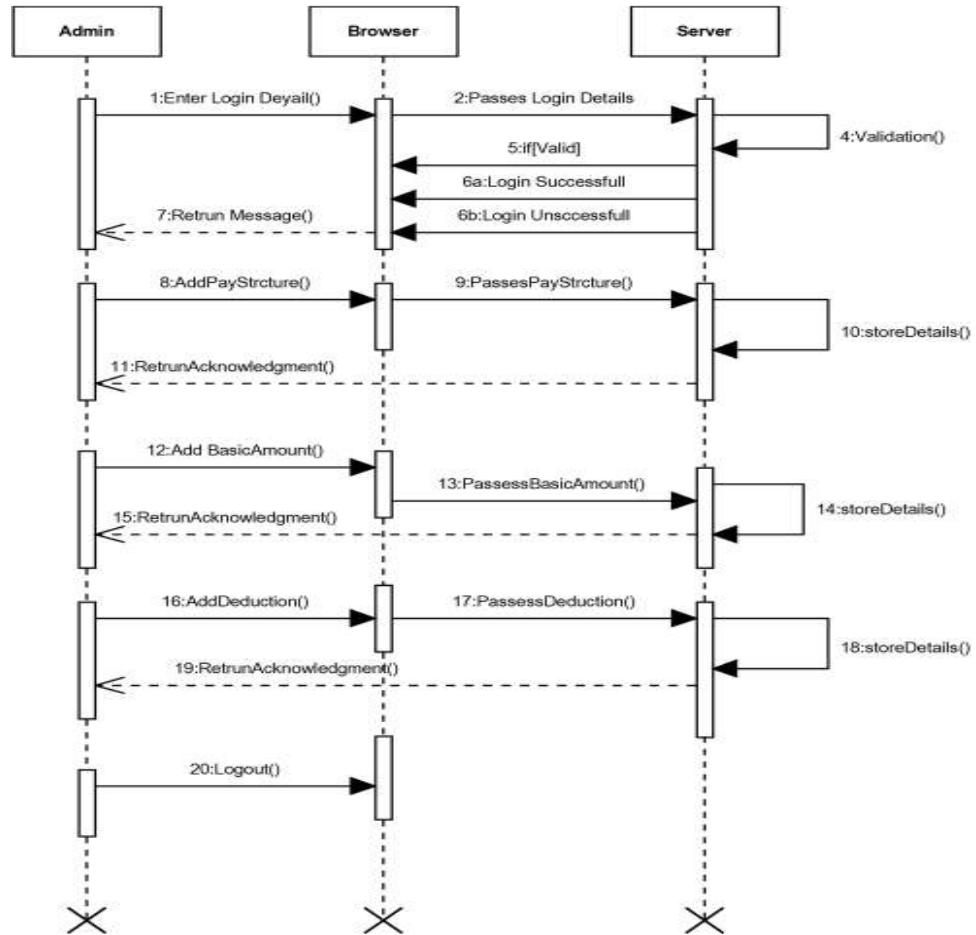 Admin
Browser
Server
1:Enter Login Deyail()
2:Passes Login Details
4:Validation()
5:if[Valid]
6a:Login Successfull
7:Retrun Message()
6b:Login Unsccessfull
8:AddPayStrcture()
9:PassesPayStrcture()
10:storeDetails()
11:RetrunAcknowledgment()
12:Add BasicAmount()
13:PassessBasicAmount()
14:storeDetails()
15:RetrunAcknowledgment()
16:AddDeduction()
17:PassessDeduction()
18:storeDetails()
19:RetrunAcknowledgment()
20:Logout()